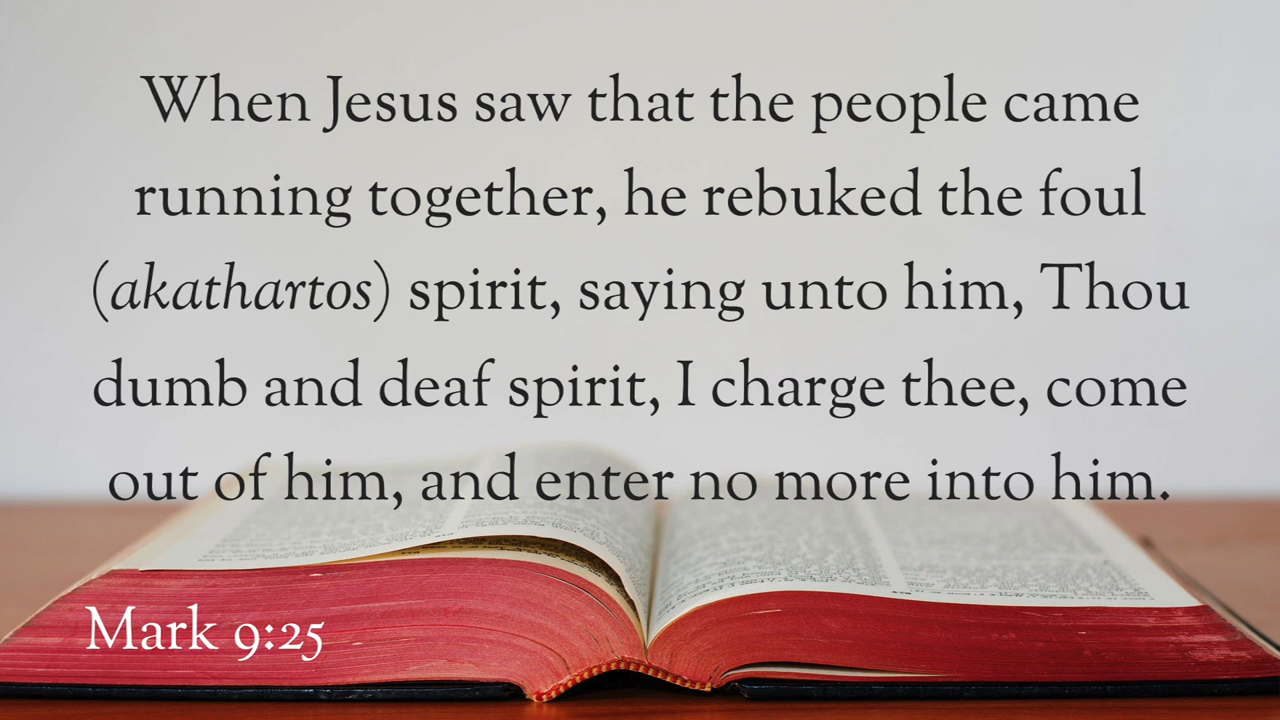 When Jesus saw that the people came
running together, he rebuked the foul
(akathartos) spirit, saying unto him, Thou
dumb and deaf spirit, I charge thee, come
out of him, and enter no more into him.
Mark 9:25